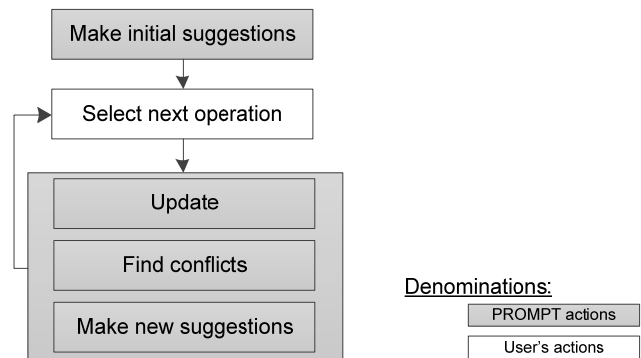 Make initial suggestions
Select next operation
Update
Find conflicts
Make new suggestions
Denominations:
PROMPT actions
User's actions